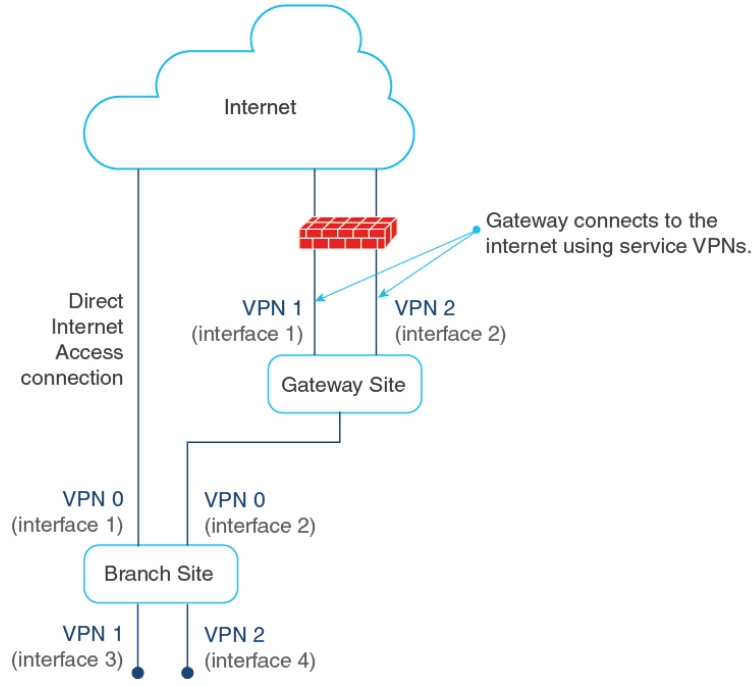 Internet
Gateway connects to the
internet using service VPNs.
Direct
Internet
Access
connection
VPN 1
(interface 1)
VPN 2
(interface 2)
Gateway Site
VPN 0
(interface 1)
VPN 0
(interface 2)
Branch Site
VPN 1
(interface 3)
VPN 2
(interface 4)